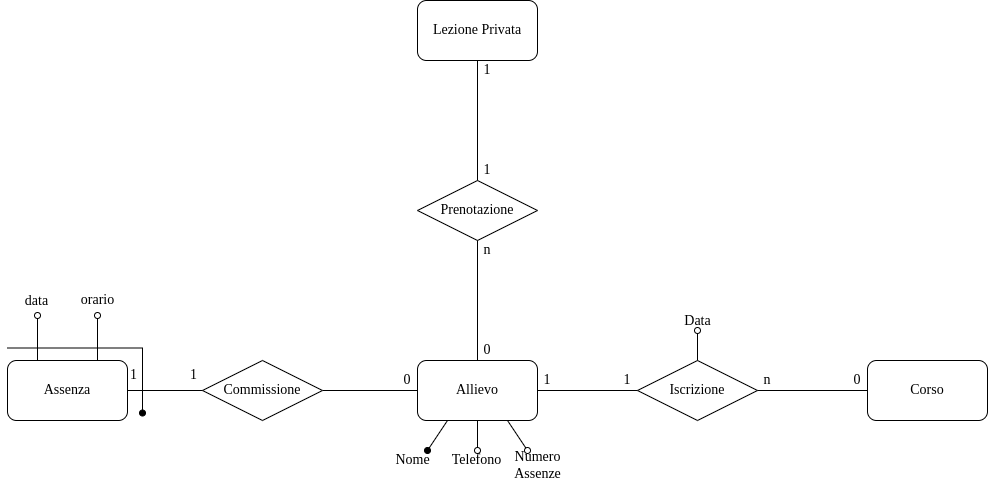 Lezione Privata
1
1
Prenotazione
n
0
data
orario
Assenza
1
1
Commissione
0
Allievo
1
1
Data
Iscrizione
n
0
Corso
Nome
Telefono
Numero
Assenze